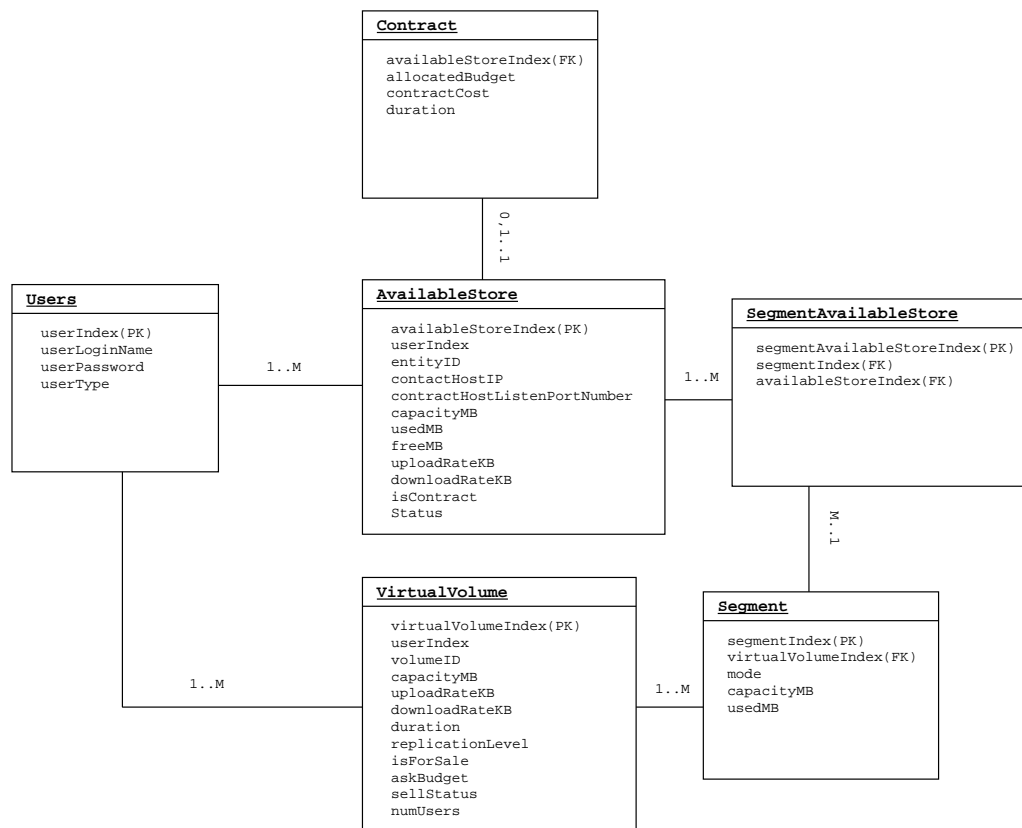 Contract
availableStoreIndex(FK)
allocatedBudget
contractCost
duration
0,1..1
Users
userIndex(PK)
userLoginName
userPassword
userType
1..M
AvailableStore
availableStoreIndex(PK)
userIndex
entityID
contactHostIP
contractHostListenPortNumber
capacityMB
usedMB
freeMB
uploadRateKB
downloadRateKB
isContract
Status
1..M
SegmentAvailableStore
segmentAvailableStoreIndex(PK)
segmentIndex(FK)
availableStoreIndex(FK)
M..1
1..M
VirtualVolume
virtualVolumeIndex(PK)
userIndex
volumeID
capacityMB
uploadRateKB
downloadRateKB
duration
replicationLevel
isForSale
askBudget
sellStatus
numUsers
1..M
Segment
segmentIndex(PK)
virtualVolumeIndex(FK)
mode
capacityMB
usedMB